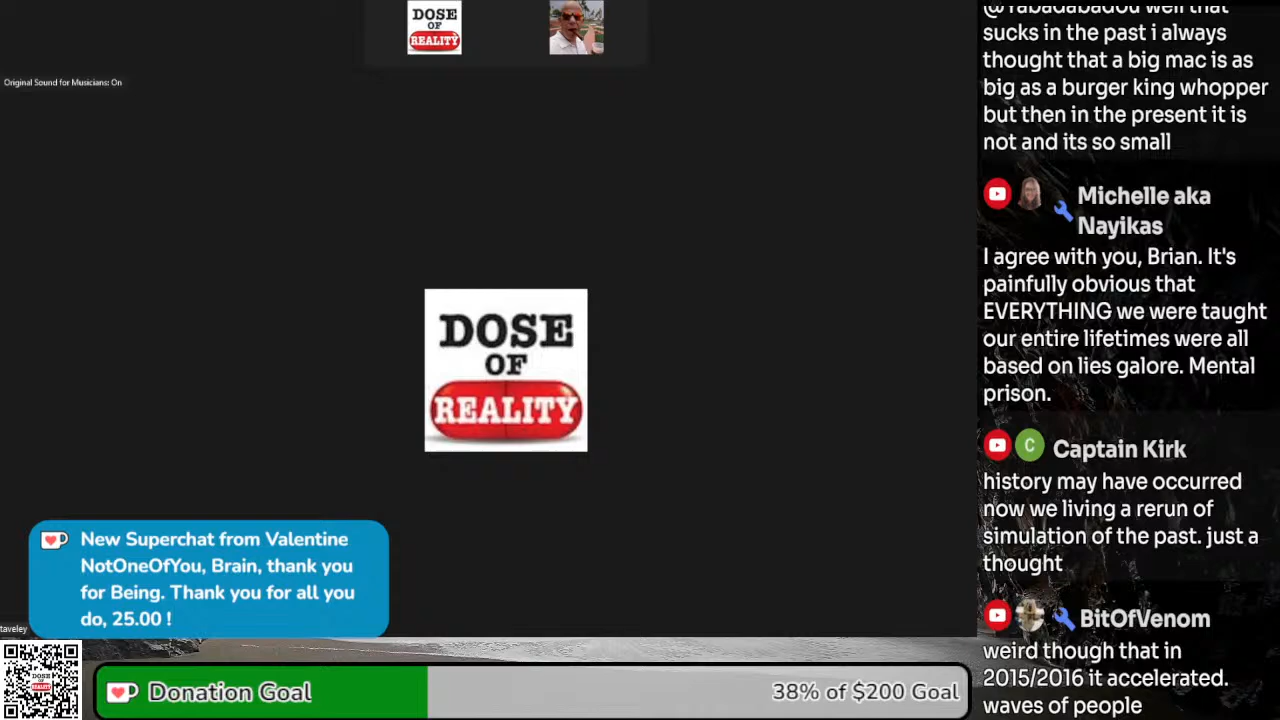 DOSE
OF
REALITY
Original Sound for Musicians: On
DOSE
OF
REALITY
New Superchat from Valentine
NotOneOfYou, Brain, thank you
for Being. Thank you for all you
do, 25.00 !
taveley
DOSE
OF
REALITY
Donation Goal
38% of $200 Goal
@Yabadabadou well that
sucks in the past i always
thought that a big mac is as
big as a burger king whopper
but then in the present it is
not and its so small
Michelle aka
Nayikas
I agree with you, Brian. It's
painfully obvious that
EVERYTHING we were taught
our entire lifetimes were all
based on lies galore. Mental
prison.
C
Captain Kirk
history may have occurred
now we living a rerun of
simulation of the past. just a
thought
BitOfVenom
weird though that in
2015/2016 it accelerated.
waves of people